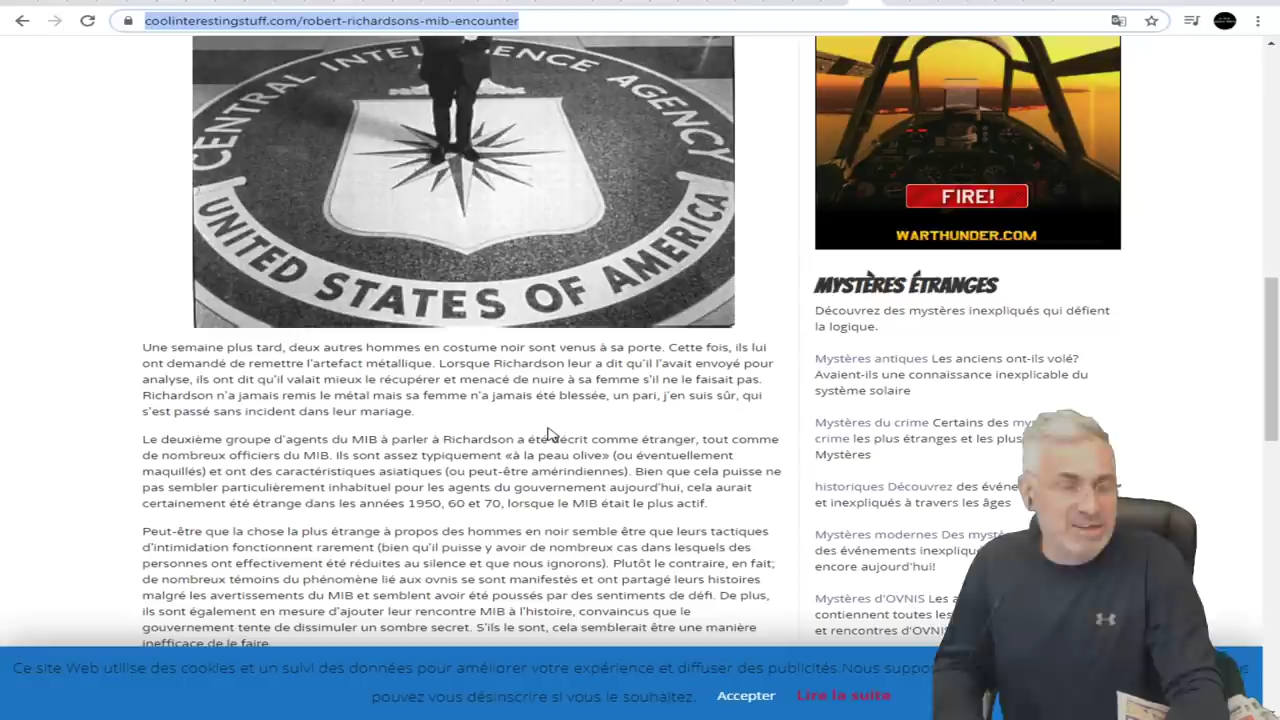 coolinterestingstuff.com/robert-richardsons-mib-encounter
CENTRAL INTELLIGENCE AGENCY
UNITED STATES OF AMERICA
Une semaine plus tard, deux autres hommes en costume noir sont venus à sa porte. Cette fois, ils lui
ont demandé de remettre l'artefact métallique. Lorsque Richardson leur a dit qu'il l'avait envoyé pour
analyse, ils ont dit qu'il valait mieux le récupérer et menacé de nuire à sa femme s'il ne le faisait pas.
Richardson n'a jamais remis le métal mais sa femme n'a jamais été blessée, un pari, j'en suis sûr, qui
s'est passé sans incident dans leur mariage.
Le deuxième groupe d'agents du MIB à parler à Richardson a été décrit comme étranger, tout comme
de nombreux officiers du MIB. Ils sont assez typiquement «à la peau olive» (ou éventuellement
maquillés) et ont des caractéristiques asiatiques (ou peut-être amérindiennes). Bien que cela puisse ne
pas sembler particulièrement inhabituel pour les agents du gouvernement aujourd'hui, cela aurait
certainement été étrange dans les années 1950, 60 et 70, lorsque le MIB était le plus actif.
Peut-être que la chose la plus étrange à propos des hommes en noir semble être que leurs tactiques
d'intimidation fonctionnent rarement (bien qu'il puisse y avoir de nombreux cas dans lesquels des
personnes ont effectivement été réduites au silence et que nous ignorons). Plutôt le contraire, en fait;
de nombreux témoins du phénomène lié aux ovnis se sont manifestés et ont partagé leurs histoires
malgré les avertissements du MIB et semblent avoir été poussés par des sentiments de défi. De plus,
ils sont également en mesure d'ajouter leur rencontre MIB à l'histoire, convaincus que le
gouvernement tente de dissimuler un sombre secret. S'ils le sont, cela semblerait être une manière
inefficace de le faire.
FIRE!
WARTHUNDER.COM
MYSTÈRES ÉTRANGES
Découvrez des mystères inexpliqués qui défient
la logique.
Mystères antiques Les anciens ont-ils volé?
Avaient-ils une connaissance inexplicable du
système solaire
Mystères du crime Certains des
crime les plus étranges et les plus
Mystères
historiques Découvrez des
et inexpliqués à travers les âges
Mystères modernes Des
des événements
encore aujourd'hui!
Mystères d'OVNIS Les
contiennent toutes les
et rencontres d'OVNIS
Ce site Web utilise des cookies et un suivi des données pour améliorer votre expérience et diffuser des publicités.Nous
pouvez vous désinscrire si vous le souhaitez. Accepter Lire la suite